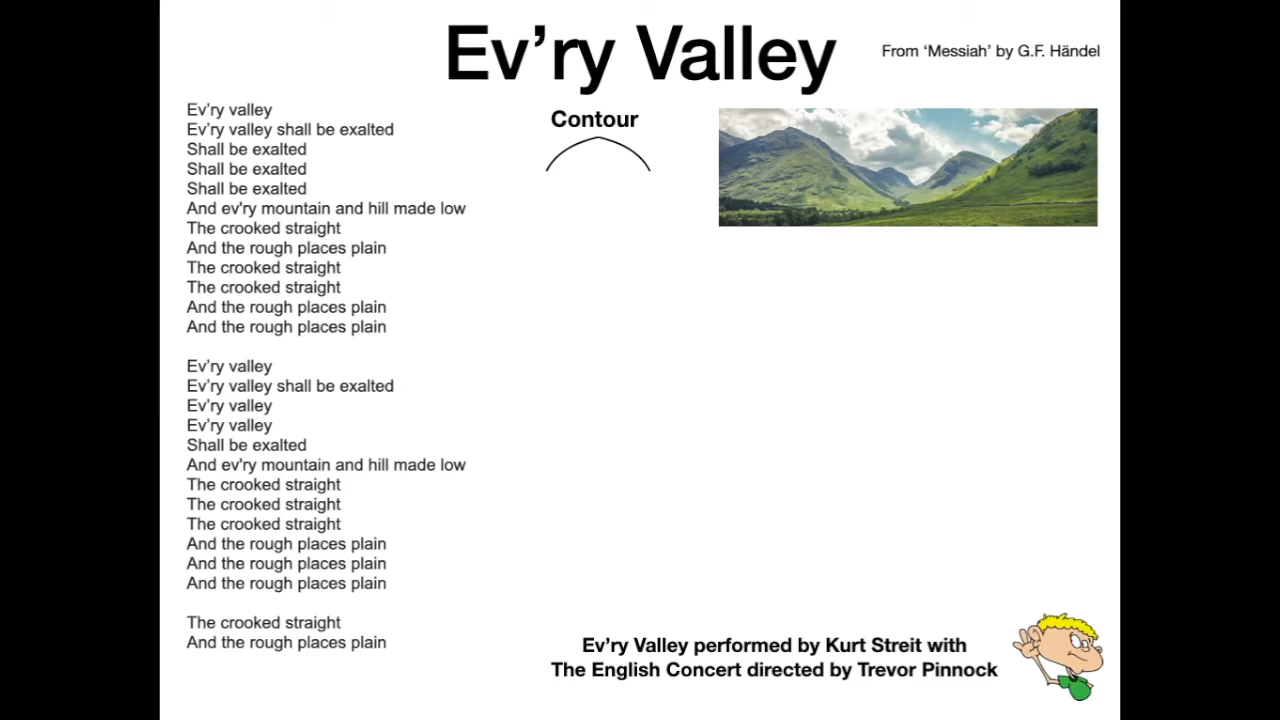 Ev’ry Valley
From ‘Messiah’ by G.F. Händel
Ev’ry valley
Ev’ry valley shall be exalted
Shall be exalted
Shall be exalted
Shall be exalted
And ev'ry mountain and hill made low
The crooked straight
And the rough places plain
The crooked straight
The crooked straight
And the rough places plain
And the rough places plain
Ev’ry valley
Ev’ry valley shall be exalted
Ev’ry valley
Ev’ry valley
Shall be exalted
And ev'ry mountain and hill made low
The crooked straight
The crooked straight
The crooked straight
And the rough places plain
And the rough places plain
And the rough places plain
The crooked straight
And the rough places plain
Contour
Ev’ry Valley performed by Kurt Streit with
The English Concert directed by Trevor Pinnock